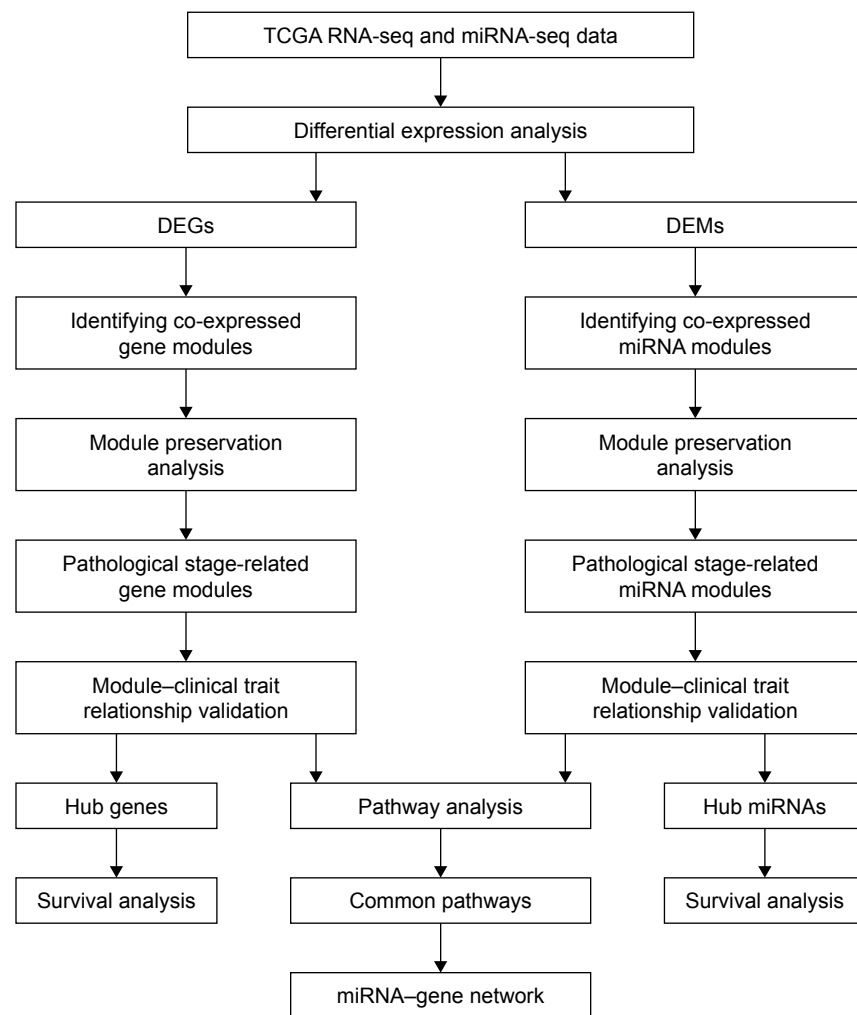 TCGA RNA-seq and miRNA-seq data
Differential expression analysis
DEGs
DEMs
Identifying co-expressed
gene modules
Identifying co-expressed
miRNA modules
Module preservation
analysis
Module preservation
analysis
Pathological stage-related
gene modules
Pathological stage-related
miRNA modules
Module–clinical trait
relationship validation
Module–clinical trait
relationship validation
Hub genes
Pathway analysis
Hub miRNAs
Survival analysis
Common pathways
Survival analysis
miRNA–gene network